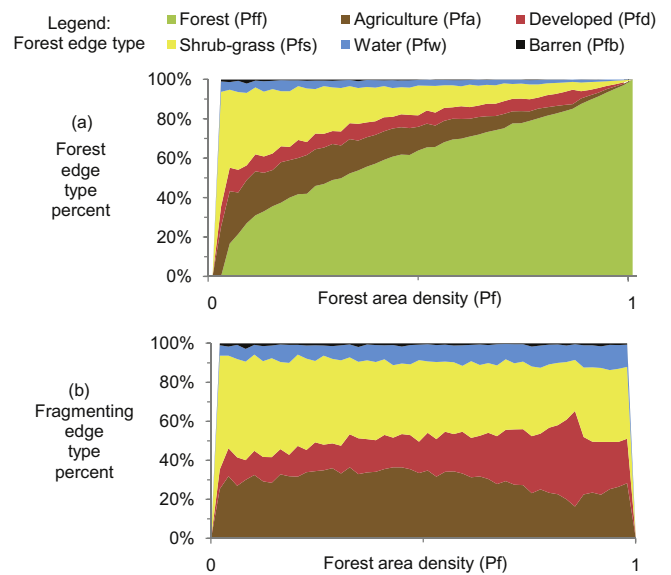 Legend:
Forest edge type
Forest (Pff)
Agriculture (Pfa)
Developed (Pfd)
Shrub-grass (Pfs)
Water (Pfw)
Barren (Pfb)
(a)
Forest
edge
type
percent
100%
80%
60%
40%
20%
0%
0
Forest area density (Pf)
1
(b)
Fragmenting
edge
type
percent
100%
80%
60%
40%
20%
0%
0
Forest area density (Pf)
1